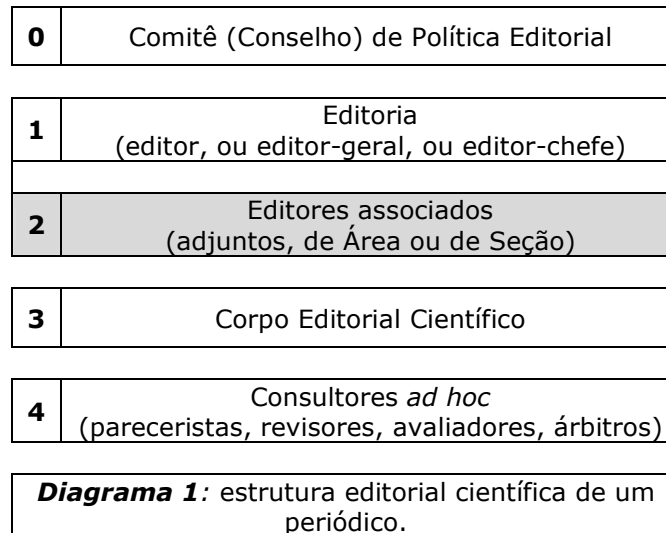 0 Comitê (Conselho) de Política Editorial
1 Editoria
(editor, ou editor-geral, ou editor-chefe)
2 Editores associados
(adjuntos, de Área ou de Seção)
3 Corpo Editorial Científico
4 Consultores ad hoc
(pareceristas, revisores, avaliadores, árbitros)
Diagrama 1: estrutura editorial científica de um
periódico.